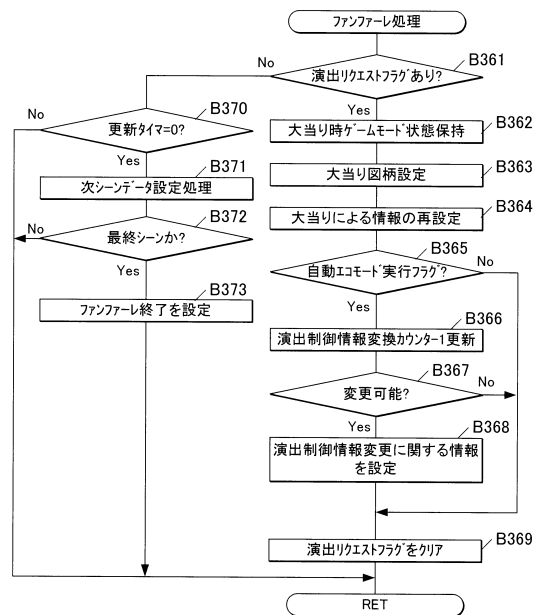 ファンファーレ処理
B361
No
演出リクエストフラグあり?
Yes
B362
大当り時ゲームモード状態保持
B363
大当り図柄設定
B364
大当りによる情報の再設定
B365
自動エコモード実行フラグ?
No
Yes
B366
演出制御情報変換カウンタ-1更新
B367
変更可能?
No
Yes
B368
演出制御情報変更に関する情報
を設定
B369
演出リクエストフラグをクリア
B370
No
更新タイマ=0?
Yes
B371
次シーンデータ設定処理
B372
No
最終シーンか?
Yes
B373
ファンファーレ終了を設定
RET